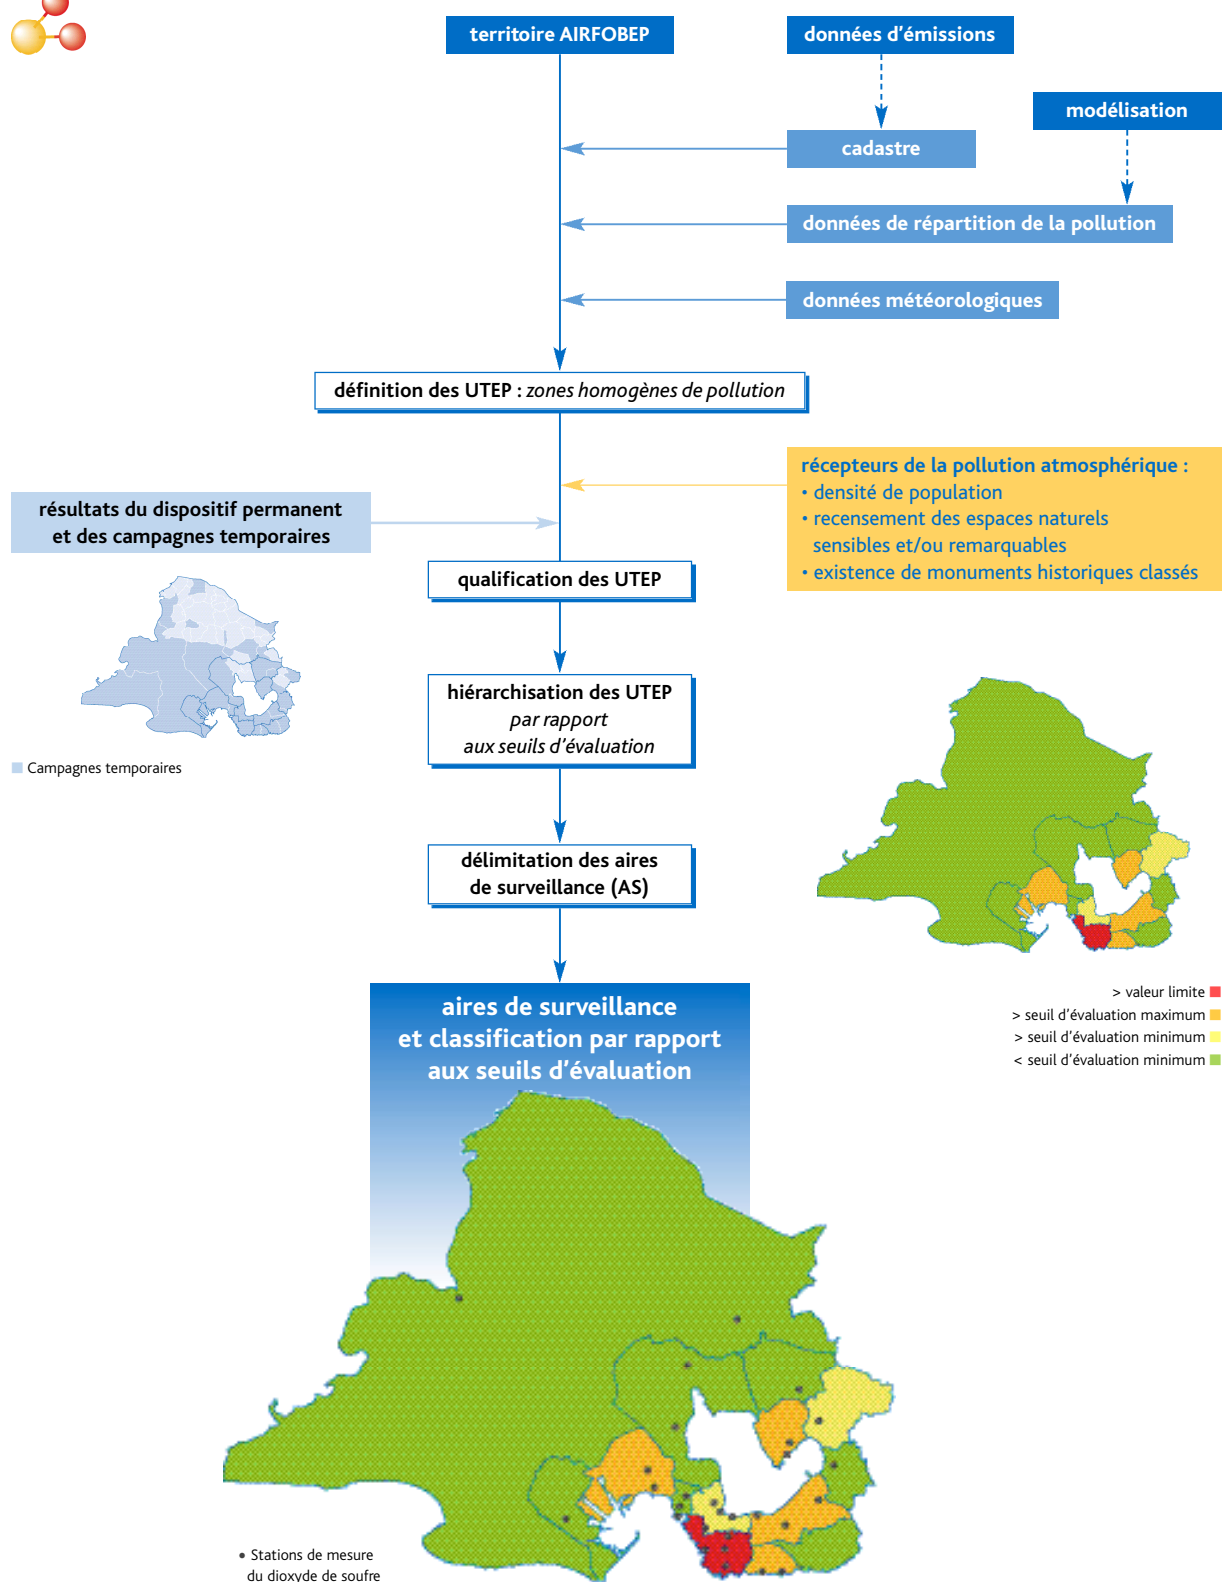 territoire AIRFOBEP
données d'émissions
modélisation
cadastre
données de répartition de la pollution
données météorologiques
définition des UTEP : zones homogènes de pollution
récepteurs de la pollution atmosphérique :
• densité de population
• recensement des espaces naturels
sensibles et/ou remarquables
• existence de monuments historiques classés
résultats du dispositif permanent
et des campagnes temporaires
qualification des UTEP
Campagnes temporaires
hiérarchisation des UTEP
par rapport
aux seuils d'évaluation
délimitation des aires
de surveillance (AS)
> valeur limite
> seuil d'évaluation maximum
> seuil d'évaluation minimum
< seuil d'évaluation minimum
aires de surveillance
et classification par rapport
aux seuils d'évaluation
• Stations de mesure
du dioxyde de soufre